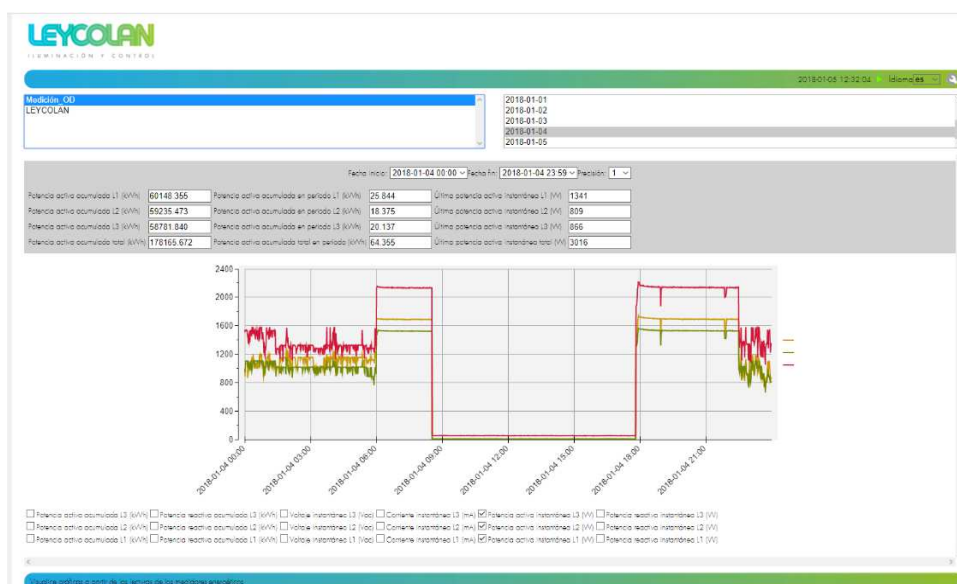 LEYCOLAN
ILUMINACIÓN Y CONTROL
2018-01-05 12:32:04 Idioma es
Medición_OD
LEYCOLAN
2018-01-01
2018-01-02
2018-01-03
2018-01-04
2018-01-05
Fecha inicio: 2018-01-04 00:00 Fecha fin: 2018-01-04 23:59 Precisión: 1
Potencia activa acumulada L1 (kWh) 60148.355 Potencia activa acumulada en periodo L1 (kWh) 25.844 Última potencia activa instantánea L1 (W) 1341
Potencia activa acumulada L2 (kWh) 59235.473 Potencia activa acumulada en periodo L2 (kWh) 18.375 Última potencia activa instantánea L2 (W) 809
Potencia activa acumulada L3 (kWh) 58781.840 Potencia activa acumulada en periodo L3 (kWh) 20.137 Última potencia activa instantánea L3 (W) 866
Potencia activa acumulada total (kWh) 178165.672 Potencia activa acumulada total en periodo (kWh) 64.355 Última potencia activa instantánea total (W) 3016
2400
2000
1600
1200
800
400
0
2018-01-04 00:00
2018-01-04 03:00
2018-01-04 06:00
2018-01-04 09:00
2018-01-04 12:00
2018-01-04 15:00
2018-01-04 18:00
2018-01-04 21:00
Potencia activa acumulada L3 (kWh) Potencia reactiva acumulada L3 (kWh) Voltaje instantáneo L3 (Vac) Corriente instantánea L3 (mA) Potencia activa instantánea L3 (W) Potencia reactiva instantánea L3 (W)
Potencia activa acumulada L2 (kWh) Potencia reactiva acumulada L2 (kWh) Voltaje instantáneo L2 (Vac) Corriente instantánea L2 (mA) Potencia activa instantánea L2 (W) Potencia reactiva instantánea L2 (W)
Potencia activa acumulada L1 (kWh) Potencia reactiva acumulada L1 (kWh) Voltaje instantáneo L1 (Vac) Corriente instantánea L1 (mA) Potencia activa instantánea L1 (W) Potencia reactiva instantánea L1 (W)
Visualice gráficas a partir de las lecturas de los medidores energéticos